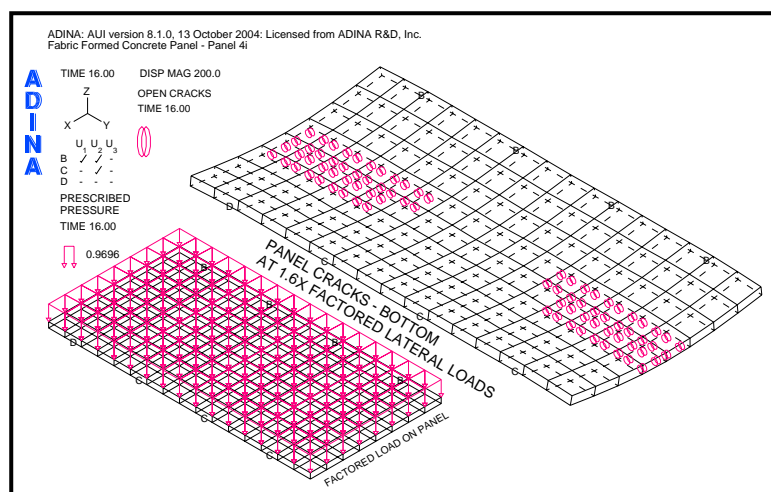 ADINA: AUI version 8.1.0, 13 October 2004: Licensed from ADINA R&D, Inc.
Fabric Formed Concrete Panel - Panel 4i
ADINA
TIME 16.00
DISP MAG 200.0
OPEN CRACKS
TIME 16.00
Z
X Y
U1 U2 U3
B ✓ ✓ -
C - ✓ -
D - - -
PRESCRIBED
PRESSURE
TIME 16.00
0.9696
B
B
B
B
D
C
C
PANEL CRACKS - BOTTOM
AT 1.6X FACTORED LATERAL LOADS
B
B
B
B
D
C
C
C
FACTORED LOAD ON PANEL